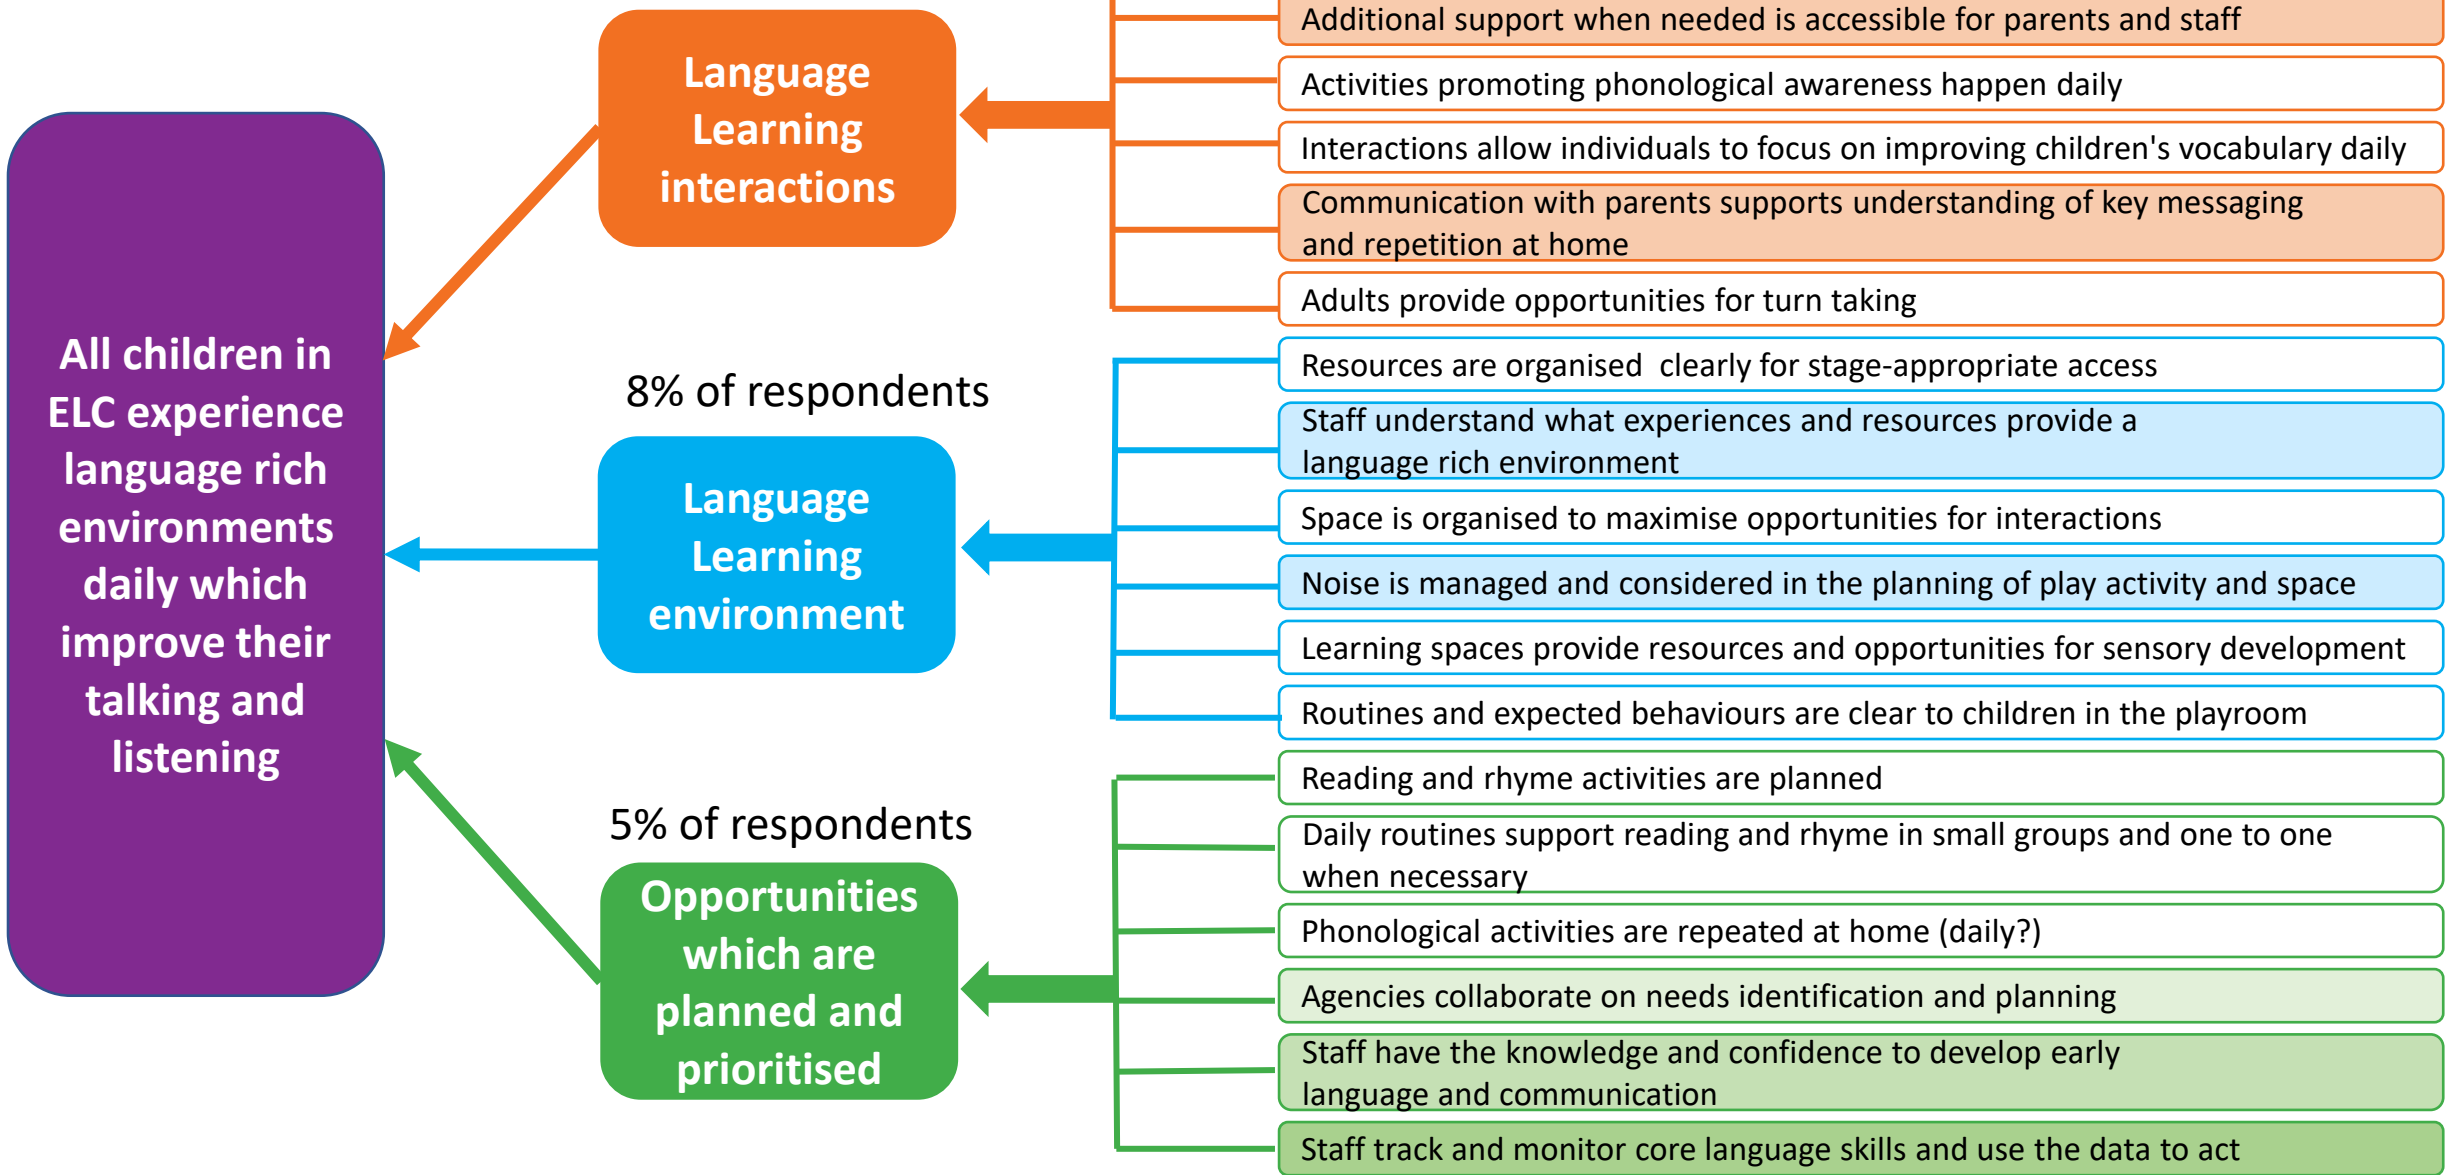 All children in
ELC experience
language rich
environments
daily which
improve their
talking and
listening
Language
Learning
interactions
Additional support when needed is accessible for parents and staff
Activities promoting phonological awareness happen daily
Interactions allow individuals to focus on improving children's vocabulary daily
Communication with parents supports understanding of key messaging
and repetition at home
Adults provide opportunities for turn taking
8% of respondents
Language
Learning
environment
Resources are organised  clearly for stage-appropriate access
Staff understand what experiences and resources provide a
language rich environment
Space is organised to maximise opportunities for interactions
Noise is managed and considered in the planning of play activity and space
Learning spaces provide resources and opportunities for sensory development
Routines and expected behaviours are clear to children in the playroom
5% of respondents
Opportunities
which are
planned and
prioritised
Reading and rhyme activities are planned
Daily routines support reading and rhyme in small groups and one to one
when necessary
Phonological activities are repeated at home (daily?)
Agencies collaborate on needs identification and planning
Staff have the knowledge and confidence to develop early
language and communication
Staff track and monitor core language skills and use the data to act